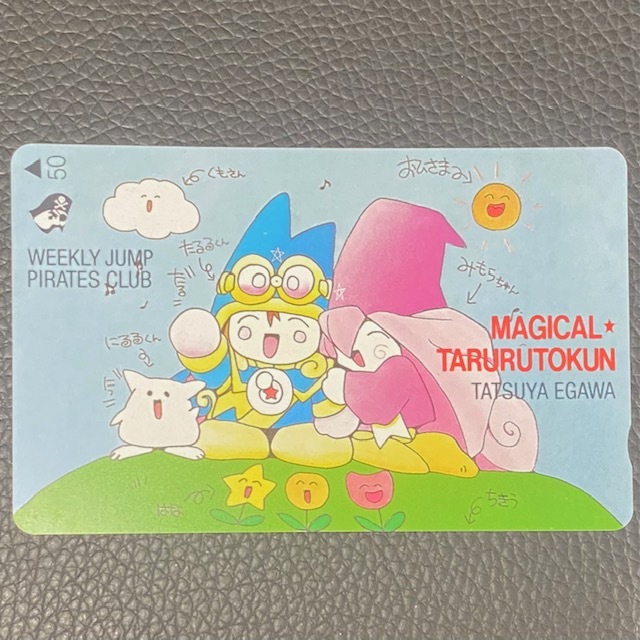 50
くもさん
おひさまっ
WEEKLY JUMP
PIRATES CLUB
たるるくん
みもらちゃん
にるるくん
MAGICAL★
TARURUTOKUN
TATSUYA EGAWA
はな
ちきう